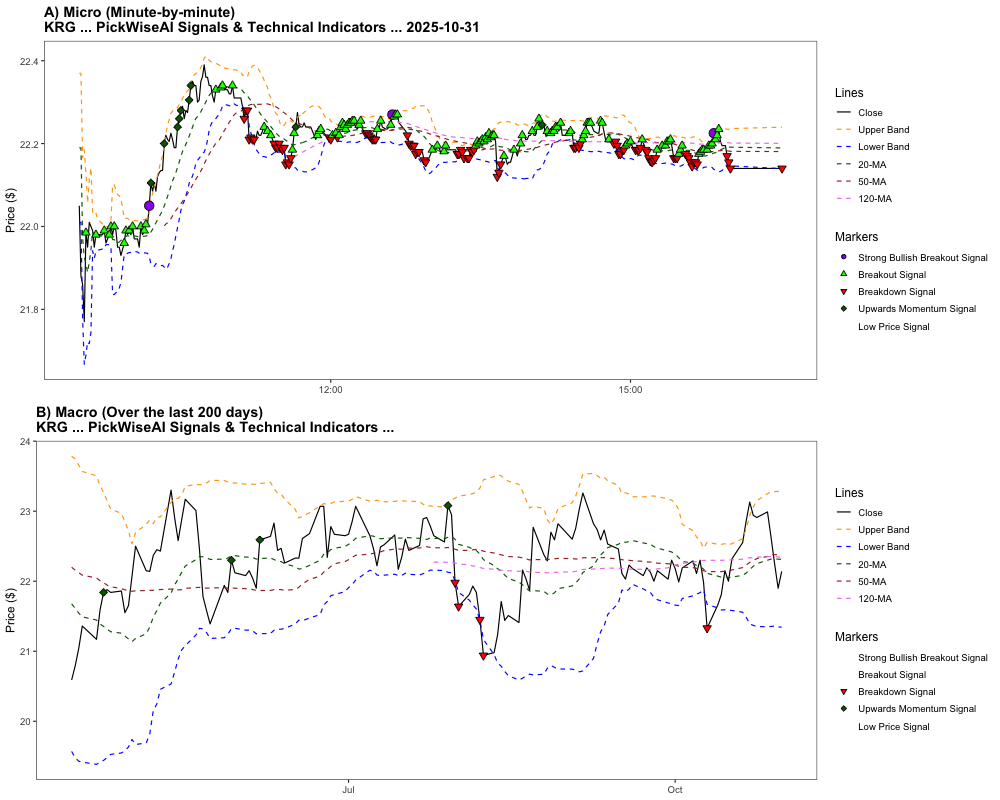 A) Micro (Minute-by-minute)
KRG ... PickWiseAI Signals & Technical Indicators ... 2025-10-31
22.4
22.2
22.0
21.8
Price ($)
12:00
15:00
Lines
Close
Upper Band
Lower Band
20-MA
50-MA
120-MA
Markers
Strong Bullish Breakout Signal
Breakout Signal
Breakdown Signal
Upwards Momentum Signal
Low Price Signal
B) Macro (Over the last 200 days)
KRG ... PickWiseAI Signals & Technical Indicators ...
24
23
22
21
20
Price ($)
Jul
Oct
Lines
Close
Upper Band
Lower Band
20-MA
50-MA
120-MA
Markers
Strong Bullish Breakout Signal
Breakout Signal
Breakdown Signal
Upwards Momentum Signal
Low Price Signal